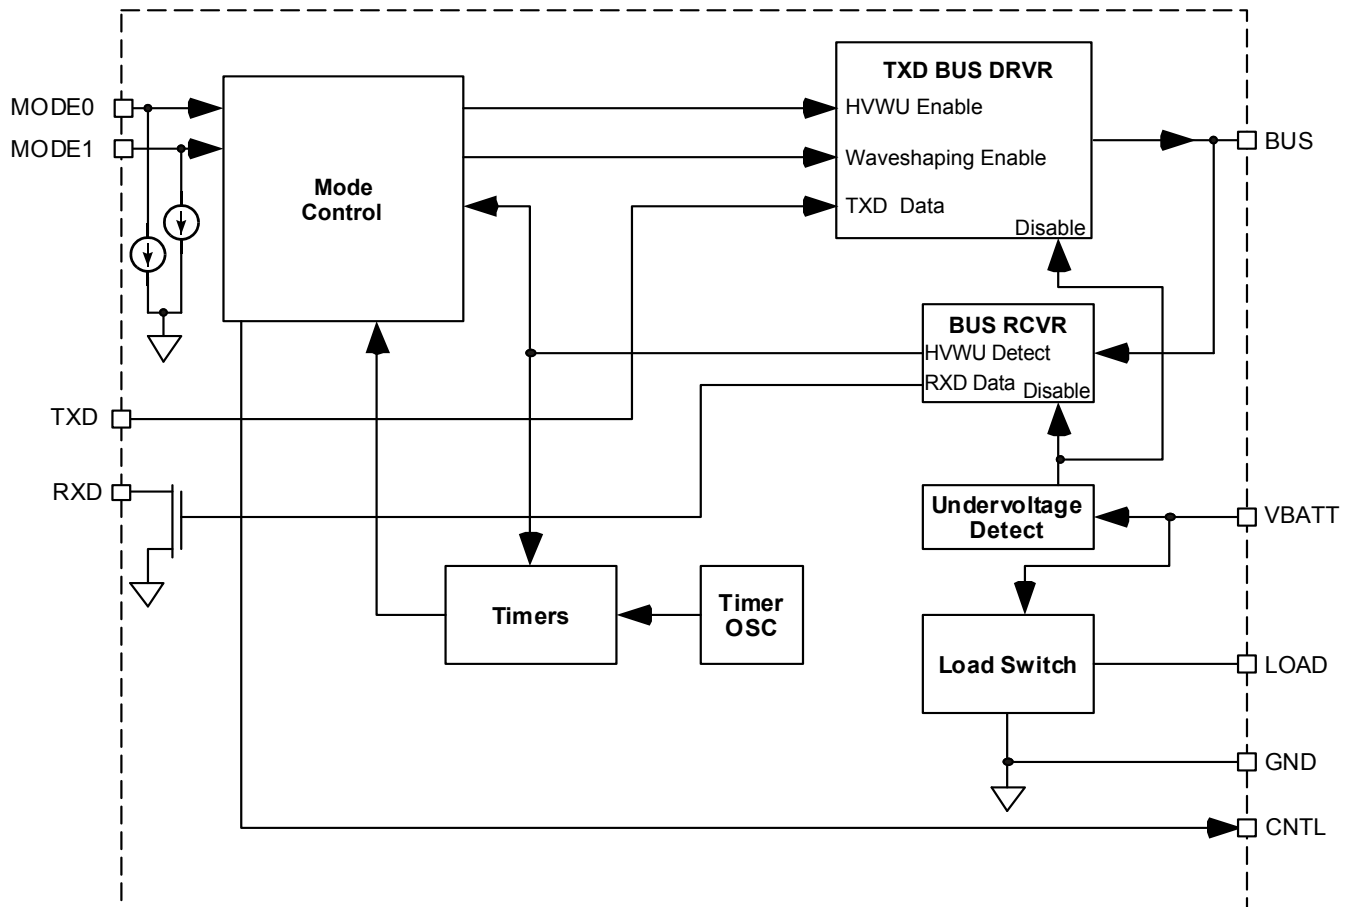 TXD BUS DRVR
MODE0
HVWU Enable
MODE1
BUS
Waveshaping Enable
Mode
Control
TXD Data
Disable
BUS RCVR
HVWU Detect
RXD Data
Disable
TXD
RXD
Undervoltage
Detect
VBATT
Timers
Timer
OSC
Load Switch
LOAD
GND
CNTL